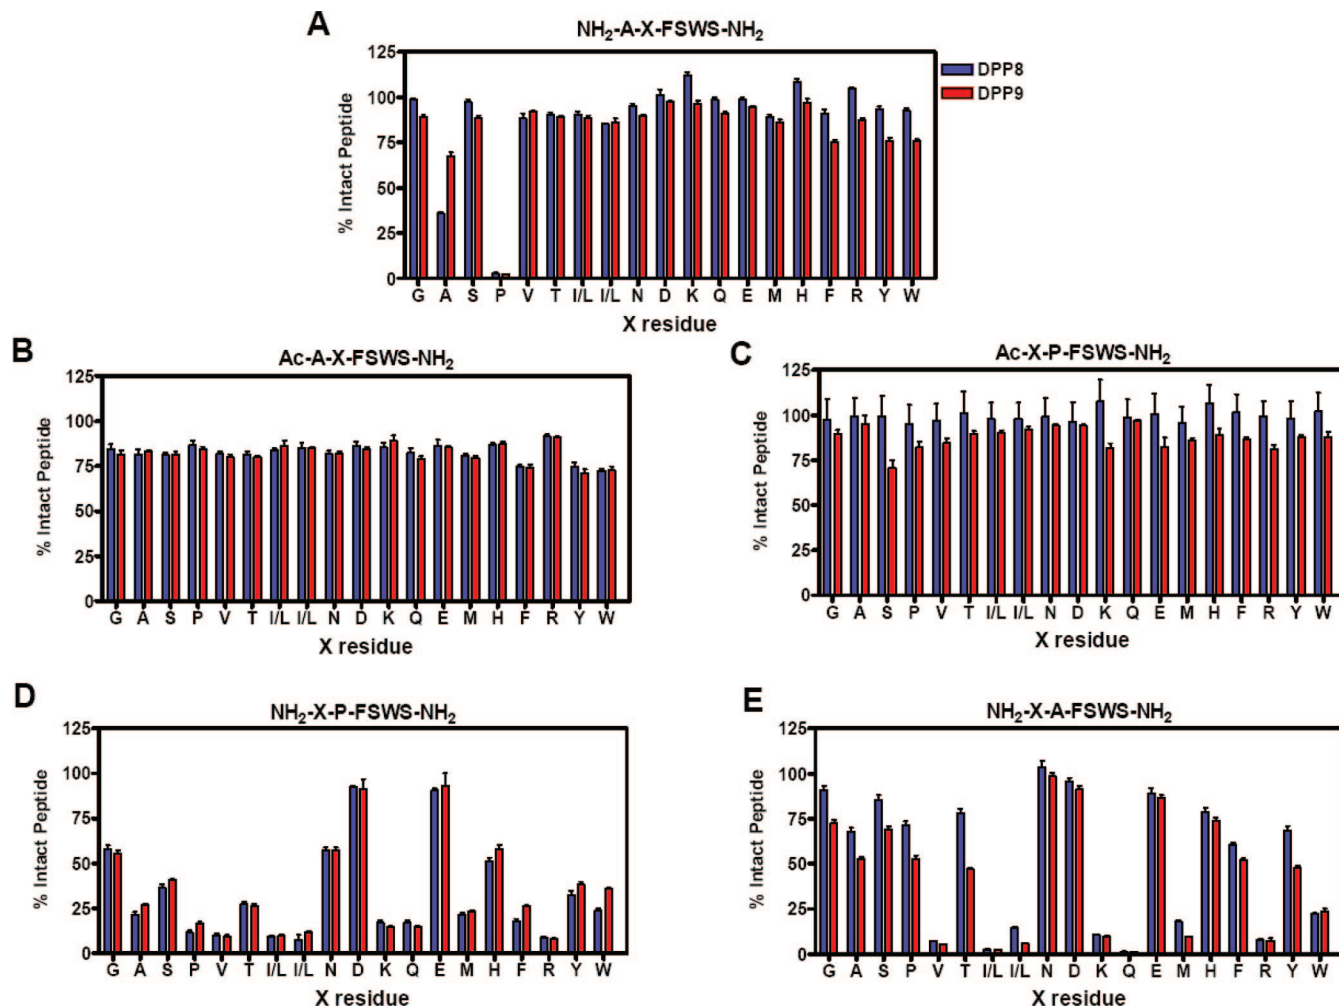 A
NH₂-A-X-FSWS-NH₂
% Intact Peptide
125
100
75
50
25
0
G A S P V T I/L I/L N D K Q E M H F R Y W
X residue
DPP8
DPP9
B
Ac-A-X-FSWS-NH₂
% Intact Peptide
125
100
75
50
25
0
G A S P V T I/L I/L N D K Q E M H F R Y W
X residue
C
Ac-X-P-FSWS-NH₂
% Intact Peptide
125
100
75
50
25
0
G A S P V T I/L I/L N D K Q E M H F R Y W
X residue
D
NH₂-X-P-FSWS-NH₂
% Intact Peptide
125
100
75
50
25
0
G A S P V T I/L I/L N D K Q E M H F R Y W
X residue
E
NH₂-X-A-FSWS-NH₂
% Intact Peptide
125
100
75
50
25
0
G A S P V T I/L I/L N D K Q E M H F R Y W
X residue